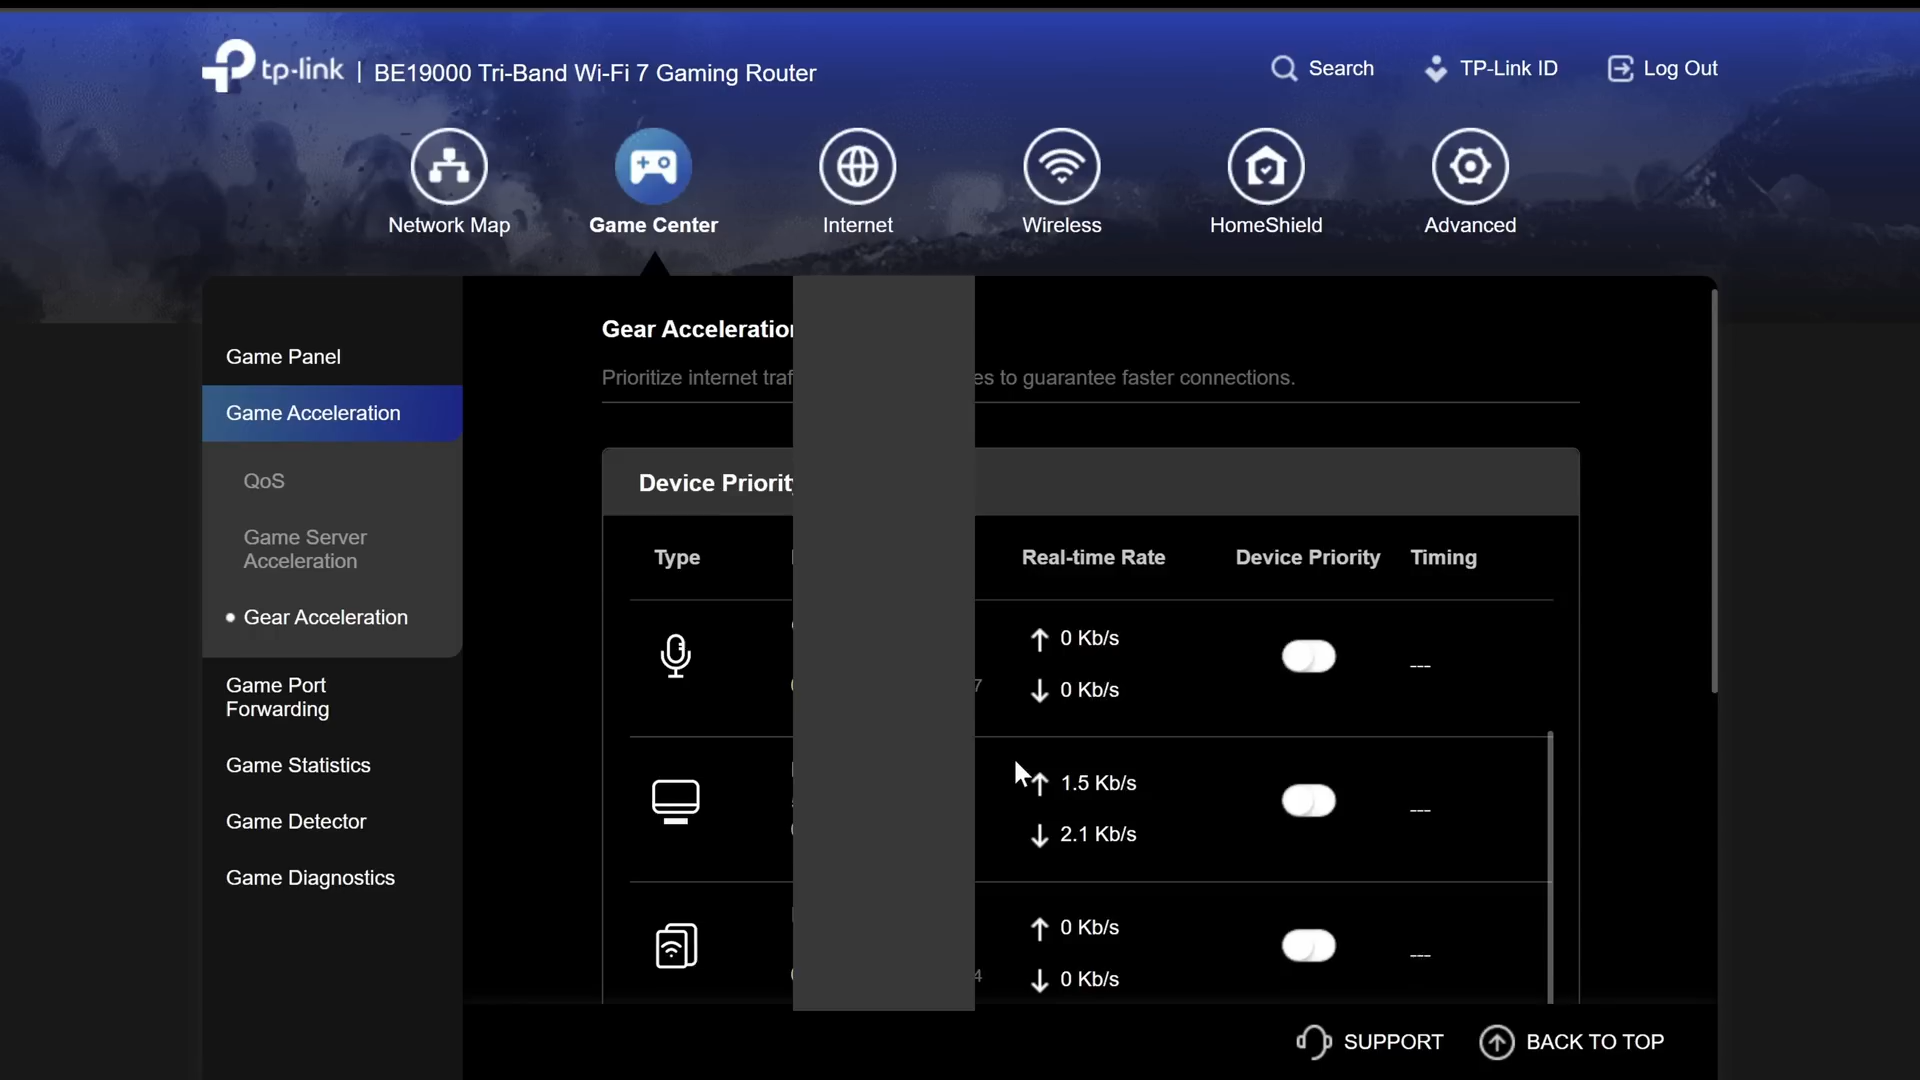 tp-link | BE19000 Tri-Band Wi-Fi 7 Gaming Router
Search
TP-Link ID
Log Out
Network Map
Game Center
Internet
Wireless
HomeShield
Advanced
Game Panel
Game Acceleration
QoS
Game Server
Acceleration
Gear Acceleration
Game Port
Forwarding
Game Statistics
Game Detector
Game Diagnostics
Gear Acceleration
Prioritize internet es to guarantee faster connections.
Device Priority
Type
Real-time Rate
Device Priority
Timing
↑ 0 Kb/s
↓ 0 Kb/s
---
7
↑ 1.5 Kb/s
↓ 2.1 Kb/s
---
↑ 0 Kb/s
↓ 0 Kb/s
---
4
SUPPORT
BACK TO TOP